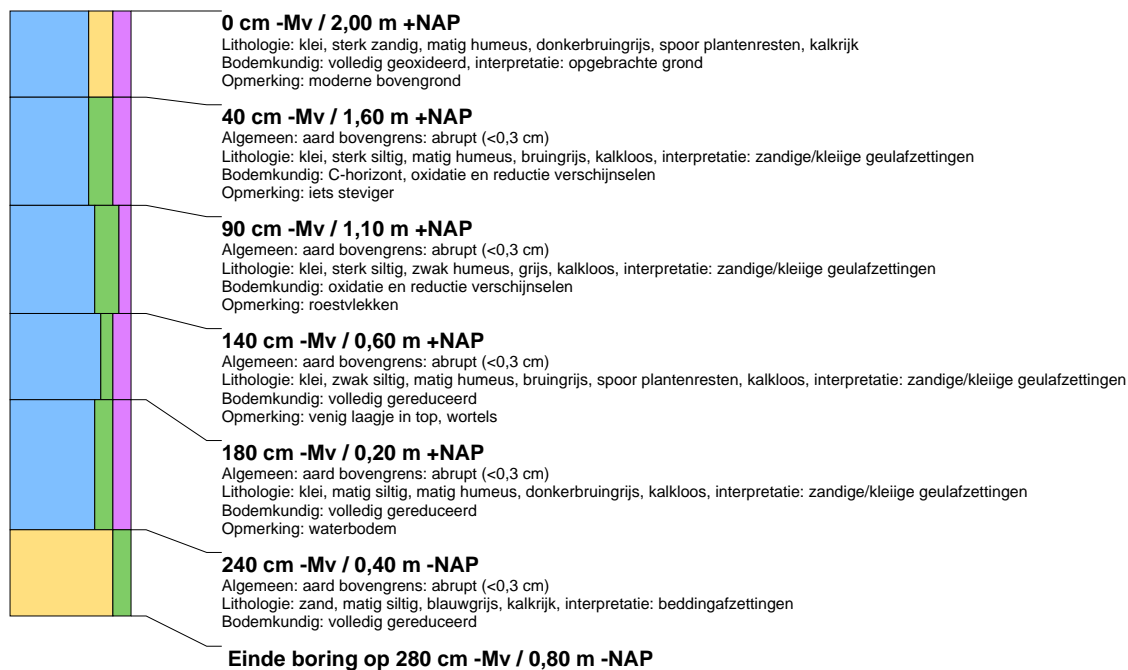 0 cm -Mv / 2,00 m +NAP
Lithologie: klei, sterk zandig, matig humeus, donkerbruingrijs, spoor plantenresten, kalkrijk
Bodemkundig: volledig geoxideerd, interpretatie: opgebrachte grond
Opmerking: moderne bovengrond
40 cm -Mv / 1,60 m +NAP
Algemeen: aard bovengrens: abrupt (<0,3 cm)
Lithologie: klei, sterk siltig, matig humeus, bruingrijs, kalkloos, interpretatie: zandige/kleiige geulafzettingen
Bodemkundig: C-horizont, oxidatie en reductie verschijnselen
Opmerking: iets steviger
90 cm -Mv / 1,10 m +NAP
Algemeen: aard bovengrens: abrupt (<0,3 cm)
Lithologie: klei, sterk siltig, zwak humeus, grijs, kalkloos, interpretatie: zandige/kleiige geulafzettingen
Bodemkundig: oxidatie en reductie verschijnselen
Opmerking: roestvlekken
140 cm -Mv / 0,60 m +NAP
Algemeen: aard bovengrens: abrupt (<0,3 cm)
Lithologie: klei, zwak siltig, matig humeus, bruingrijs, spoor plantenresten, kalkloos, interpretatie: zandige/kleiige geulafzettingen
Bodemkundig: volledig gereduceerd
Opmerking: venig laagje in top, wortels
180 cm -Mv / 0,20 m +NAP
Algemeen: aard bovengrens: abrupt (<0,3 cm)
Lithologie: klei, matig siltig, matig humeus, donkerbruingrijs, kalkloos, interpretatie: zandige/kleiige geulafzettingen
Bodemkundig: volledig gereduceerd
Opmerking: waterbodem
240 cm -Mv / 0,40 m -NAP
Algemeen: aard bovengrens: abrupt (<0,3 cm)
Lithologie: zand, matig siltig, blauwgrijs, kalkrijk, interpretatie: beddingafzettingen
Bodemkundig: volledig gereduceerd
Einde boring op 280 cm -Mv / 0,80 m -NAP